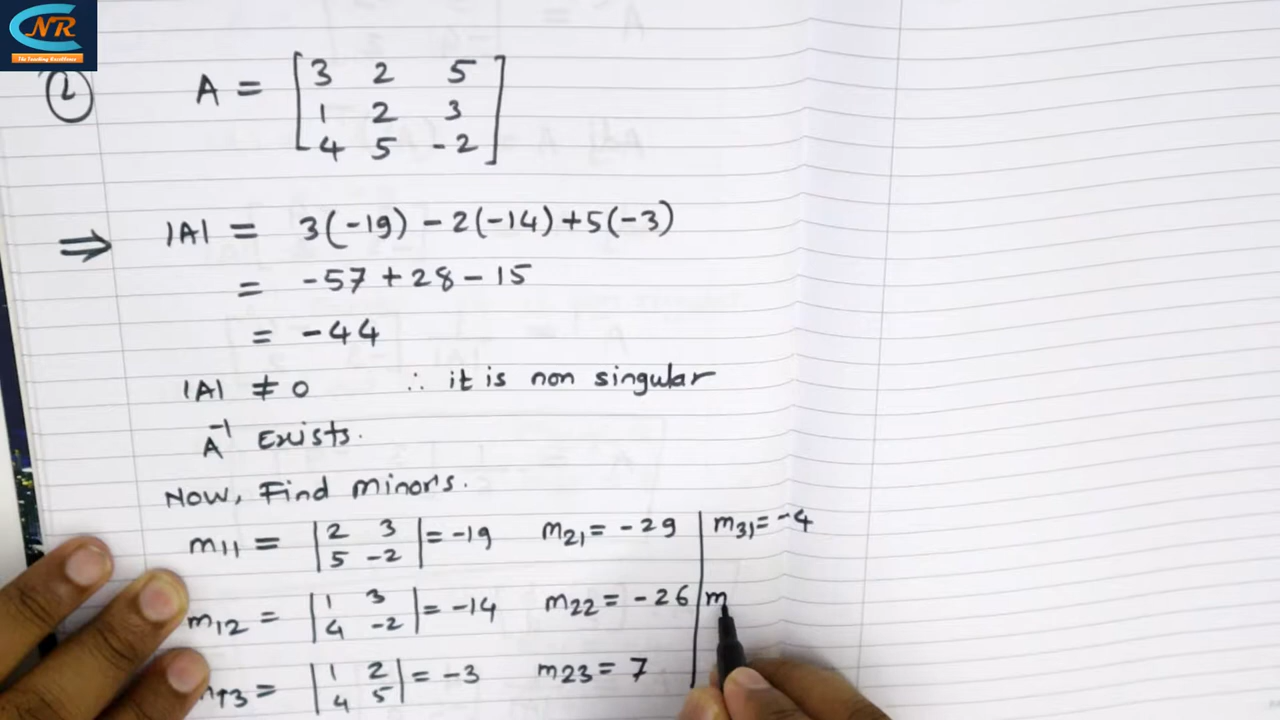 CNR
The Teaching Excellence
2 A = [3 2 5
1 2 3
4 5 -2]
⇒ |A| = 3(-19) - 2(-14) + 5(-3)
= -57 + 28 - 15
= -44
|A| ≠ 0 ∴ it is non singular
A⁻¹ Exists.
Now, Find Minors.
m11 = |2 3 / 5 -2| = -19 m21 = -29 m31 = -4
m12 = |1 3 / 4 -2| = -14 m22 = -26 m
m13 = |1 2 / 4 5| = -3 m23 = 7